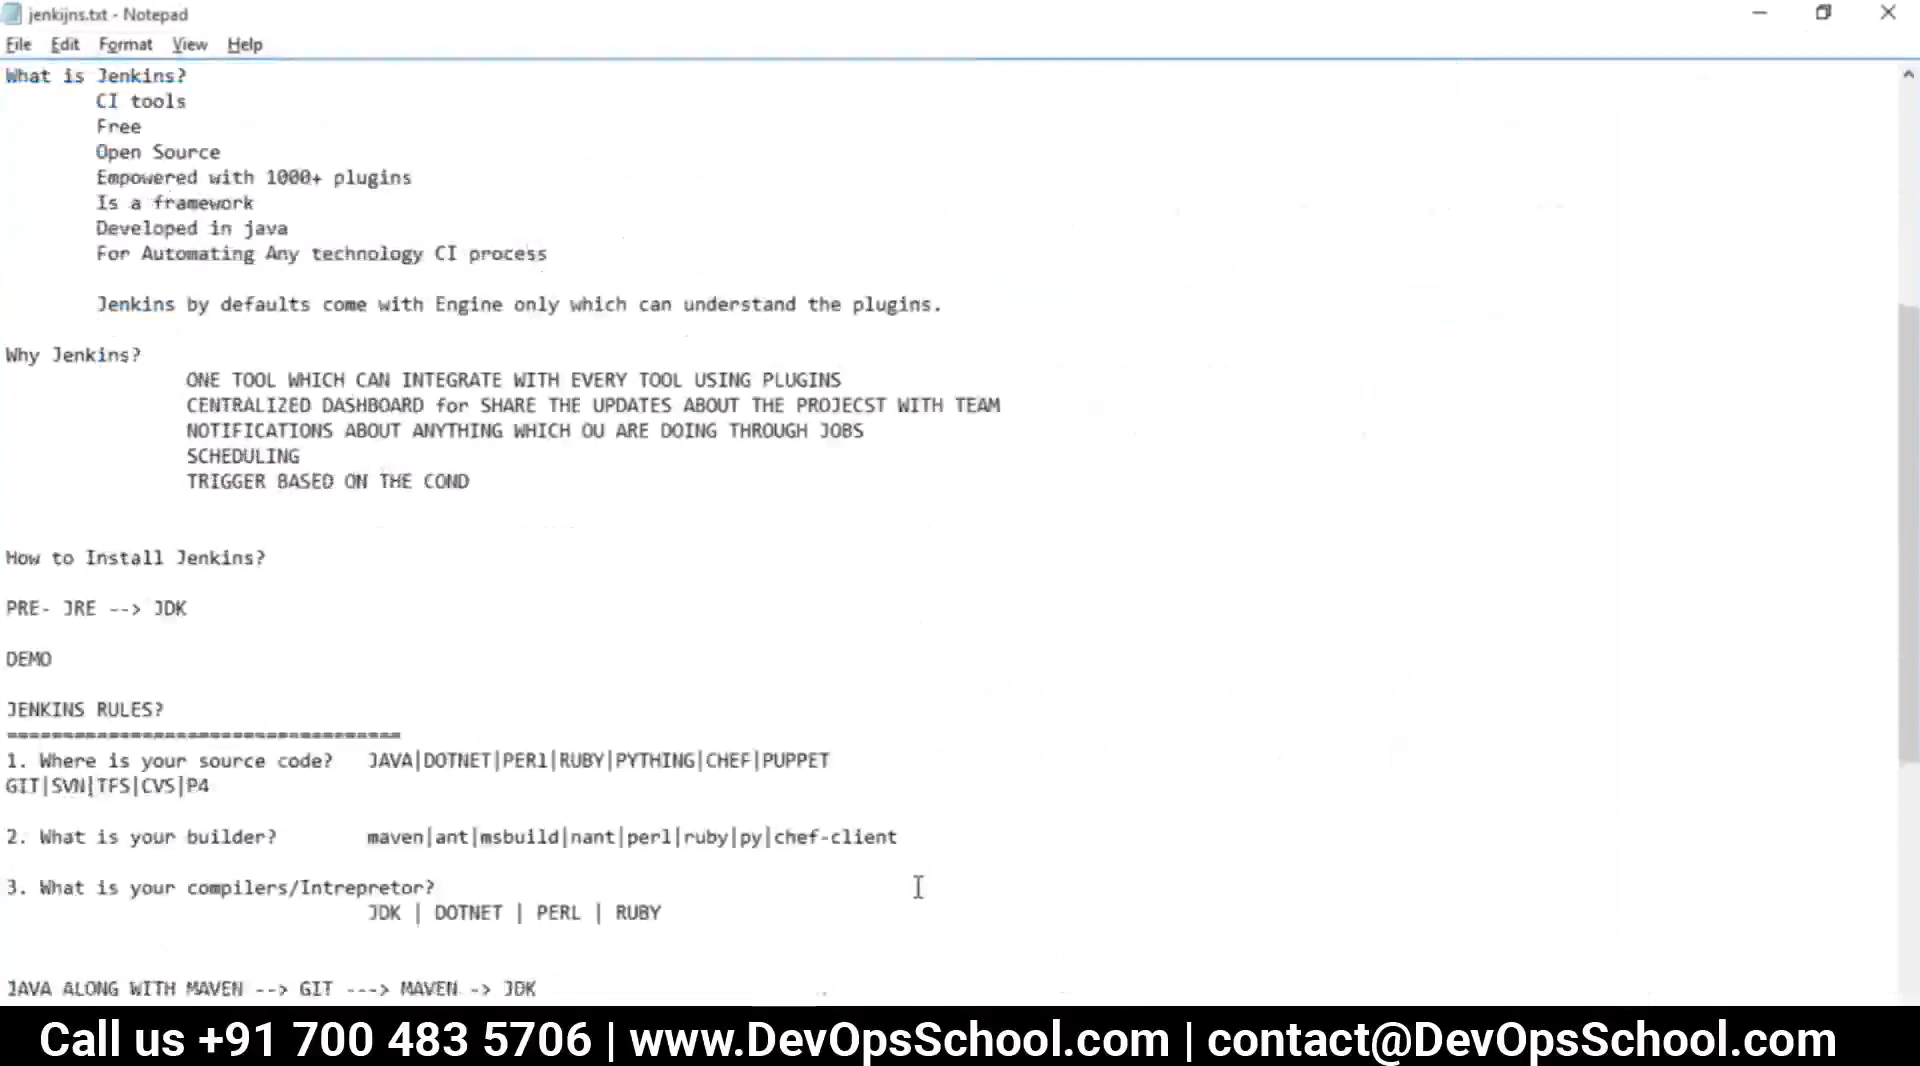 jenkijns.txt - Notepad
File Edit Format View Help
What is Jenkins?
CI tools
Free
Open Source
Empowered with 1000+ plugins
Is a framework
Developed in java
For Automating Any technology CI process
Jenkins by defaults come with Engine only which can understand the plugins.
Why Jenkins?
ONE TOOL WHICH CAN INTEGRATE WITH EVERY TOOL USING PLUGINS
CENTRALIZED DASHBOARD for SHARE THE UPDATES ABOUT THE PROJECST WITH TEAM
NOTIFICATIONS ABOUT ANYTHING WHICH OU ARE DOING THROUGH JOBS
SCHEDULING
TRIGGER BASED ON THE COND
How to Install Jenkins?
PRE- JRE --> JDK
DEMO
JENKINS RULES?
===================================
1. Where is your source code? JAVA|DOTNET|PERl|RUBY|PYTHING|CHEF|PUPPET
GIT|SVN|TFS|CVS|P4
2. What is your builder? maven|ant|msbuild|nant|perl|ruby|py|chef-client
3. What is your compilers/Intrepretor?
JDK | DOTNET | PERL | RUBY
JAVA ALONG WITH MAVEN --> GIT ---> MAVEN -> JDK
Call us +91 700 483 5706 | www.DevOpsSchool.com | contact@DevOpsSchool.com